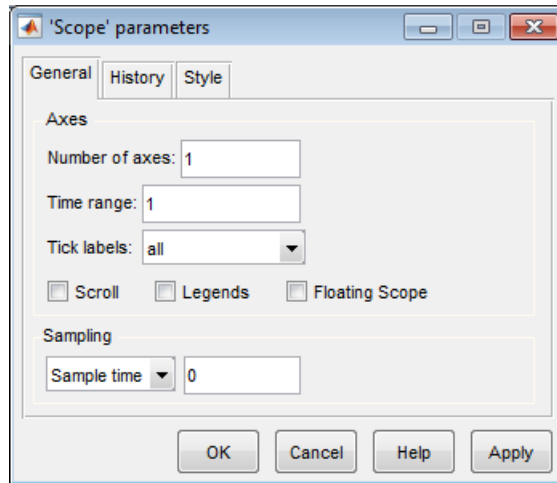 'Scope' parameters
General History Style
Axes
Number of axes: 1
Time range: 1
Tick labels: all
Scroll Legends Floating Scope
Sampling
Sample time 0
OK Cancel Help Apply